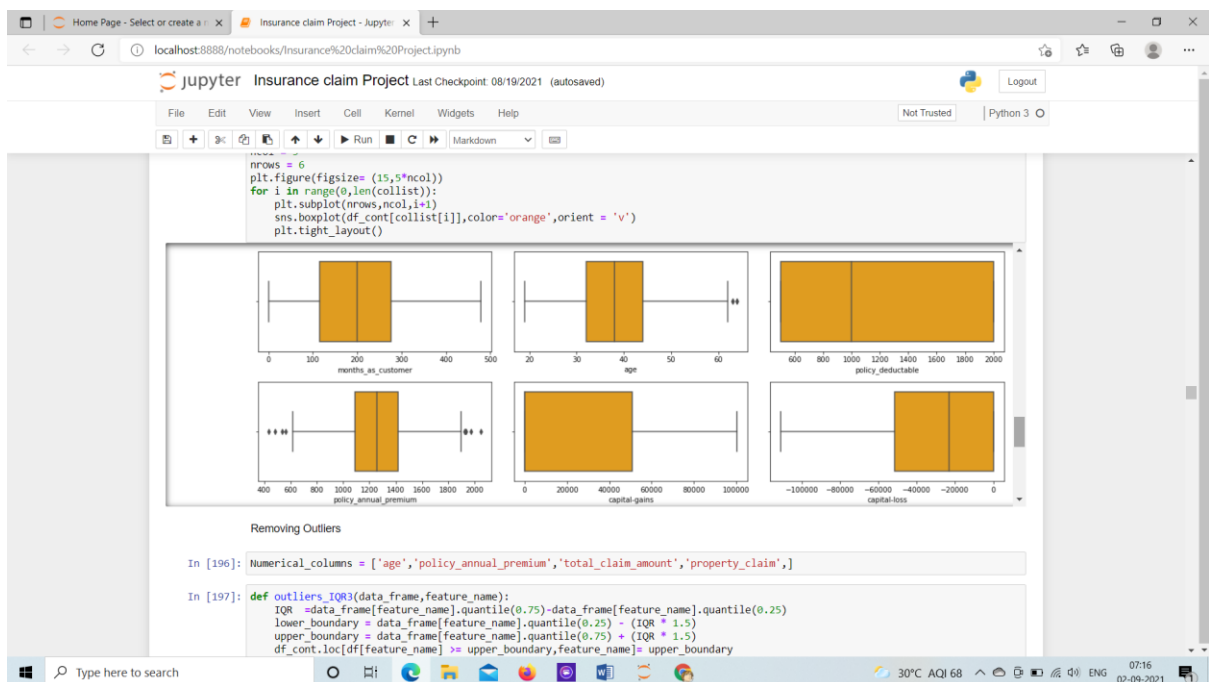 Home Page - Select or create a n
Insurance claim Project - Jupyter
localhost:8888/notebooks/Insurance%20claim%20Project.ipynb
jupyter Insurance claim Project Last Checkpoint: 08/19/2021 (autosaved)
Logout
File Edit View Insert Cell Kernel Widgets Help
Not Trusted Python 3
Run Markdown
nrows = 6
plt.figure(figsize= (15,5*ncol))
for i in range(0,len(collist)):
plt.subplot(nrows,ncol,i+1)
sns.boxplot(df_cont[collist[i]],color='orange',orient = 'v')
plt.tight_layout()
0 100 200 300 400 500
months_as_customer
20 30 40 50 60
age
600 800 1000 1200 1400 1600 1800 2000
policy_deductable
400 600 800 1000 1200 1400 1600 1800 2000
policy_annual_premium
0 20000 40000 60000 80000 100000
capital-gains
−100000 −80000 −60000 −40000 −20000 0
capital-loss
Removing Outliers
In [196]: Numerical_columns = ['age','policy_annual_premium','total_claim_amount','property_claim',]
In [197]: def outliers_IQR3(data_frame,feature_name):
IQR =data_frame[feature_name].quantile(0.75)-data_frame[feature_name].quantile(0.25)
lower_boundary = data_frame[feature_name].quantile(0.25) - (IQR * 1.5)
upper_boundary = data_frame[feature_name].quantile(0.75) + (IQR * 1.5)
df_cont.loc[df[feature_name] >= upper_boundary,feature_name]= upper_boundary
Type here to search
30°C AQI 68
ENG
07:16
02-09-2021